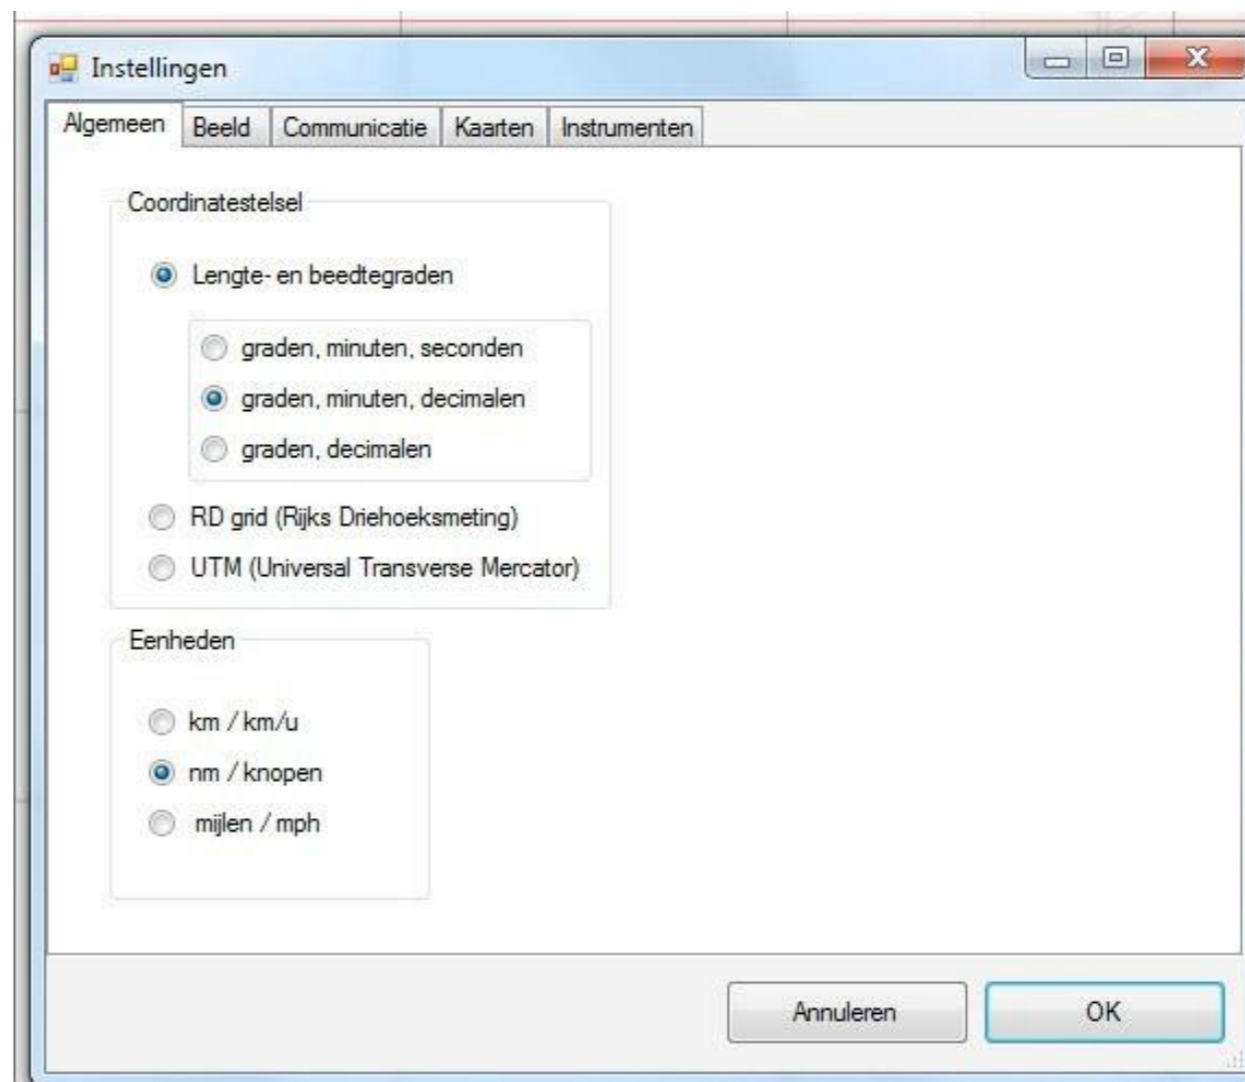 Instellingen
Algemeen Beeld Communicatie Kaarten Instrumenten
Coordinatestelsel
Lengte- en beedtegraden
graden, minuten, seconden
graden, minuten, decimalen
graden, decimalen
RD grid (Rijks Driehoeksmeting)
UTM (Universal Transverse Mercator)
Eenheden
km / km/u
nm / knopen
mijlen / mph
Annuleren OK